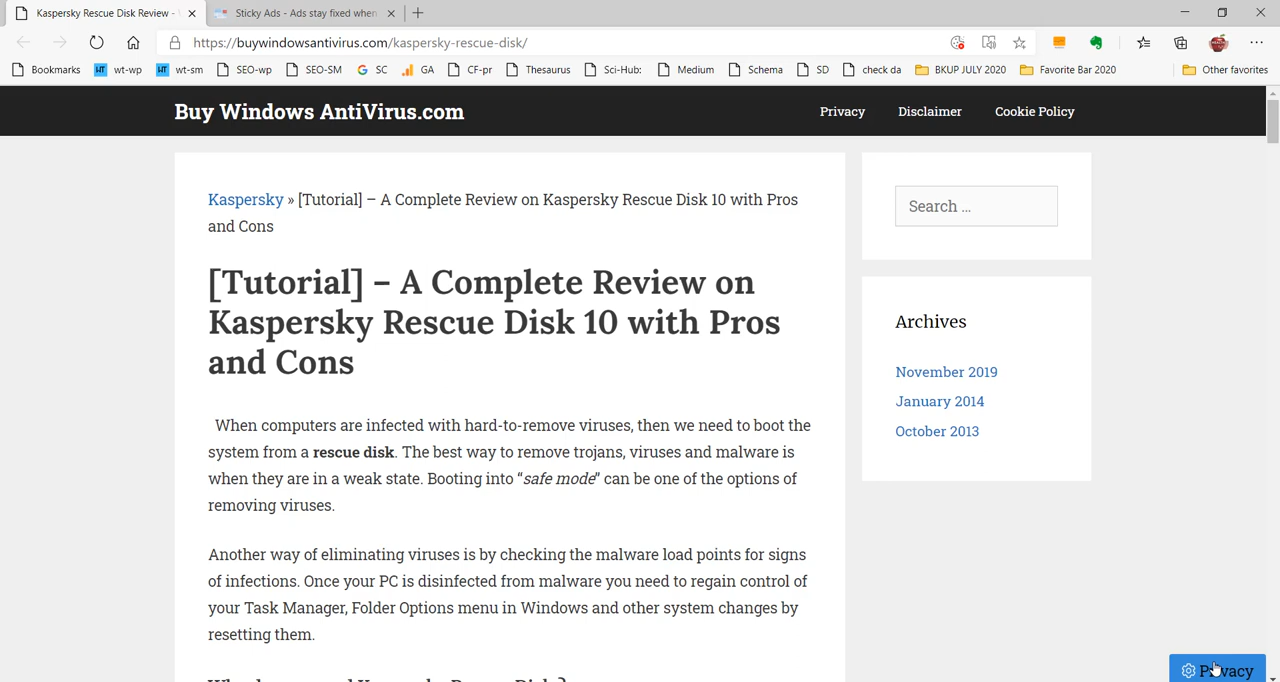 Kaspersky Rescue Disk Review -
Sticky Ads - Ads stay fixed when
https://buywindowsantivirus.com/kaspersky-rescue-disk/
Bookmarks
wt-wp
wt-sm
SEO-wp
SEO-SM
SC
GA
CF-pr
Thesaurus
Sci-Hub:
Medium
Schema
SD
check da
BKUP JULY 2020
Favorite Bar 2020
Other favorites
Buy Windows AntiVirus.com
Privacy
Disclaimer
Cookie Policy
Kaspersky » [Tutorial] – A Complete Review on Kaspersky Rescue Disk 10 with Pros
and Cons
[Tutorial] – A Complete Review on
Kaspersky Rescue Disk 10 with Pros
and Cons
When computers are infected with hard-to-remove viruses, then we need to boot the
system from a rescue disk. The best way to remove trojans, viruses and malware is
when they are in a weak state. Booting into “safe mode” can be one of the options of
removing viruses.
Another way of eliminating viruses is by checking the malware load points for signs
of infections. Once your PC is disinfected from malware you need to regain control of
your Task Manager, Folder Options menu in Windows and other system changes by
resetting them.
Search …
Archives
November 2019
January 2014
October 2013
Privacy